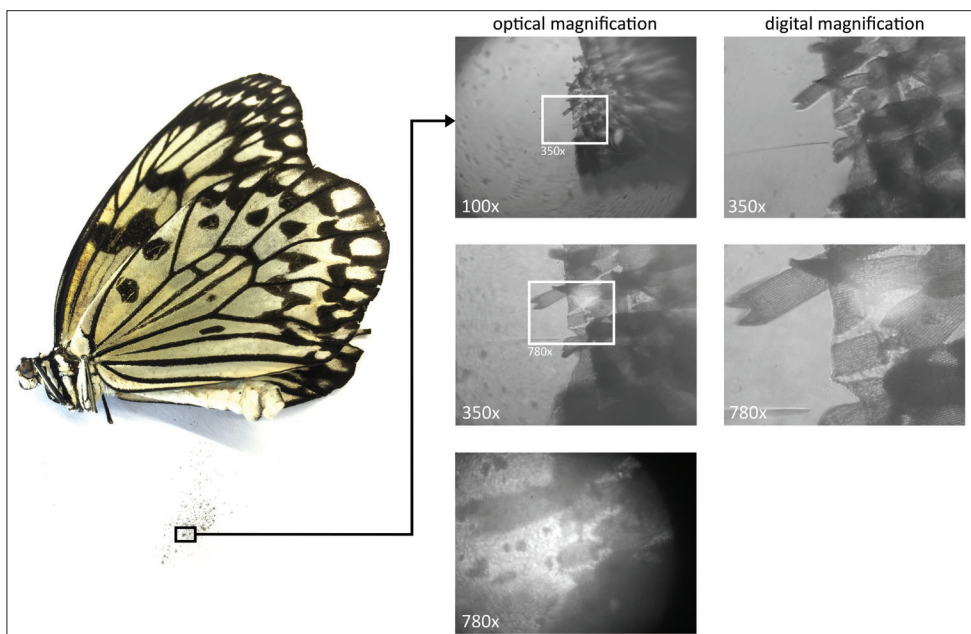 optical magnification
digital magnification
350x
100x
350x
780x
350x
780x
780x